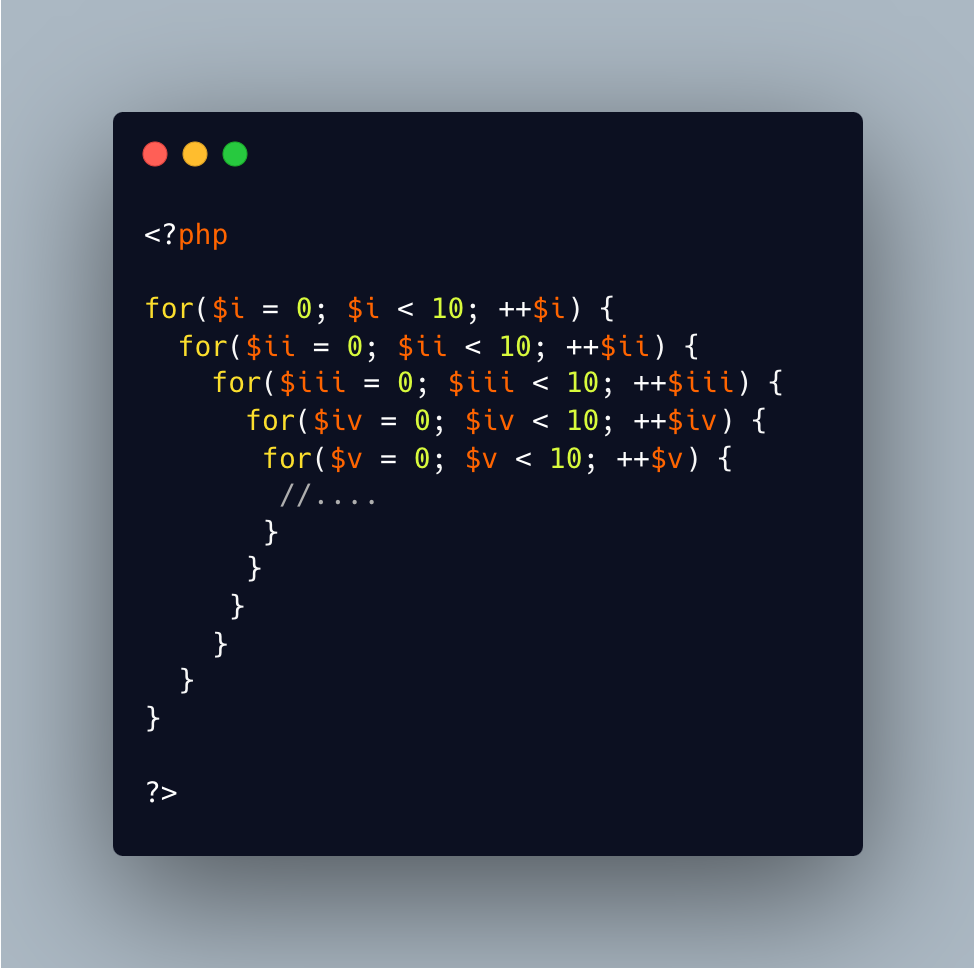 <?php

for($i = 0; $i < 10; ++$i) {
  for($ii = 0; $ii < 10; ++$ii) {
    for($iii = 0; $iii < 10; ++$iii) {
      for($iv = 0; $iv < 10; ++$iv) {
       for($v = 0; $v < 10; ++$v) {
        //....
       }
      }
     }
    }
  }
}

?>